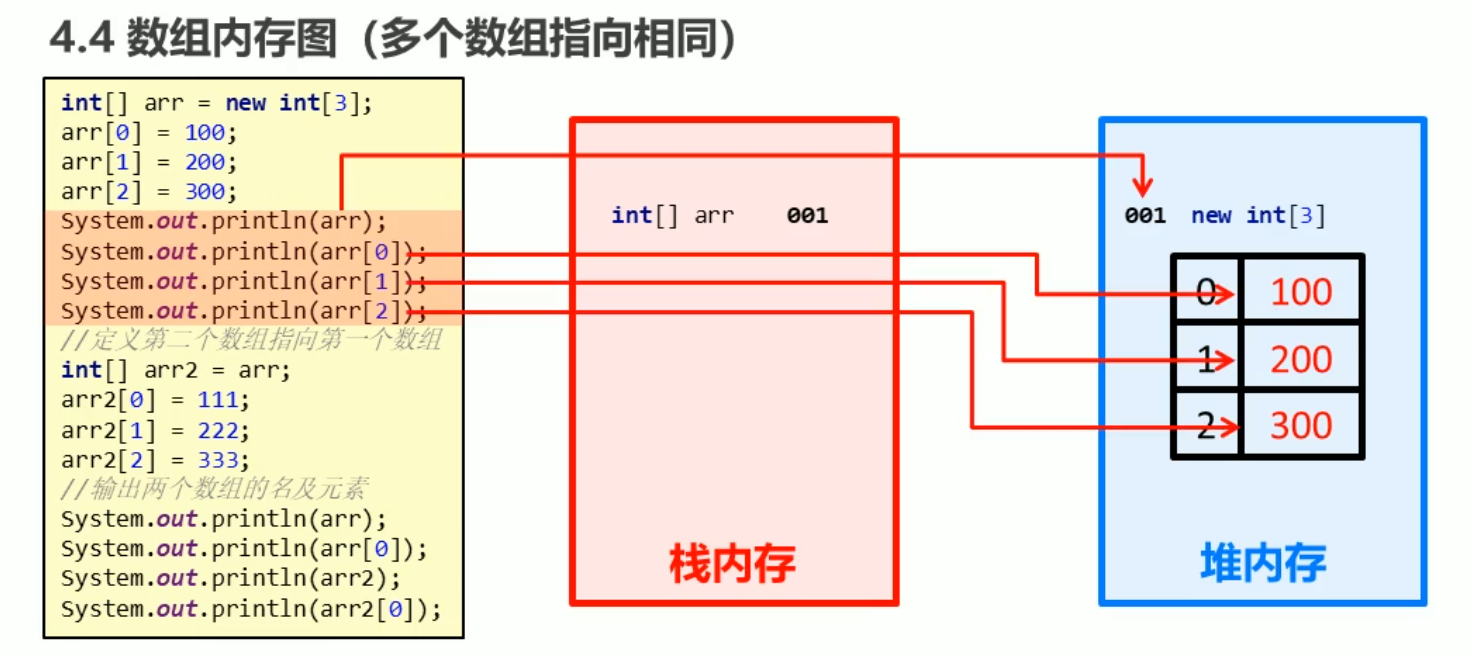 4.4 数组内存图（多个数组指向相同）
int[] arr = new int[3];
arr[0] = 100;
arr[1] = 200;
arr[2] = 300;
System.out.println(arr);
System.out.println(arr[0]);
System.out.println(arr[1]);
System.out.println(arr[2]);
//定义第二个数组指向第一个数组
int[] arr2 = arr;
arr2[0] = 111;
arr2[1] = 222;
arr2[2] = 333;
//输出两个数组的名及元素
System.out.println(arr);
System.out.println(arr[0]);
System.out.println(arr2);
System.out.println(arr2[0]);
int[] arr 001
栈内存
001 new int[3]
0 100
1 200
2 300
堆内存